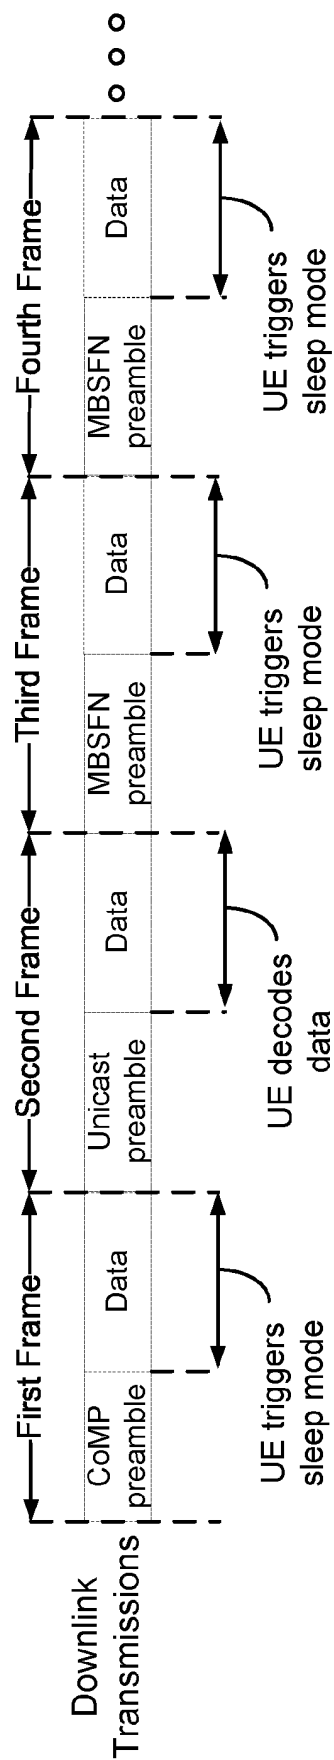 First Frame
Second Frame
Third Frame
Fourth Frame
Downlink
Transmissions
CoMP
preamble
Data
Unicast
preamble
Data
MBSFN
preamble
Data
MBSFN
preamble
Data
UE triggers
sleep mode
UE decodes
data
UE triggers
sleep mode
UE triggers
sleep mode